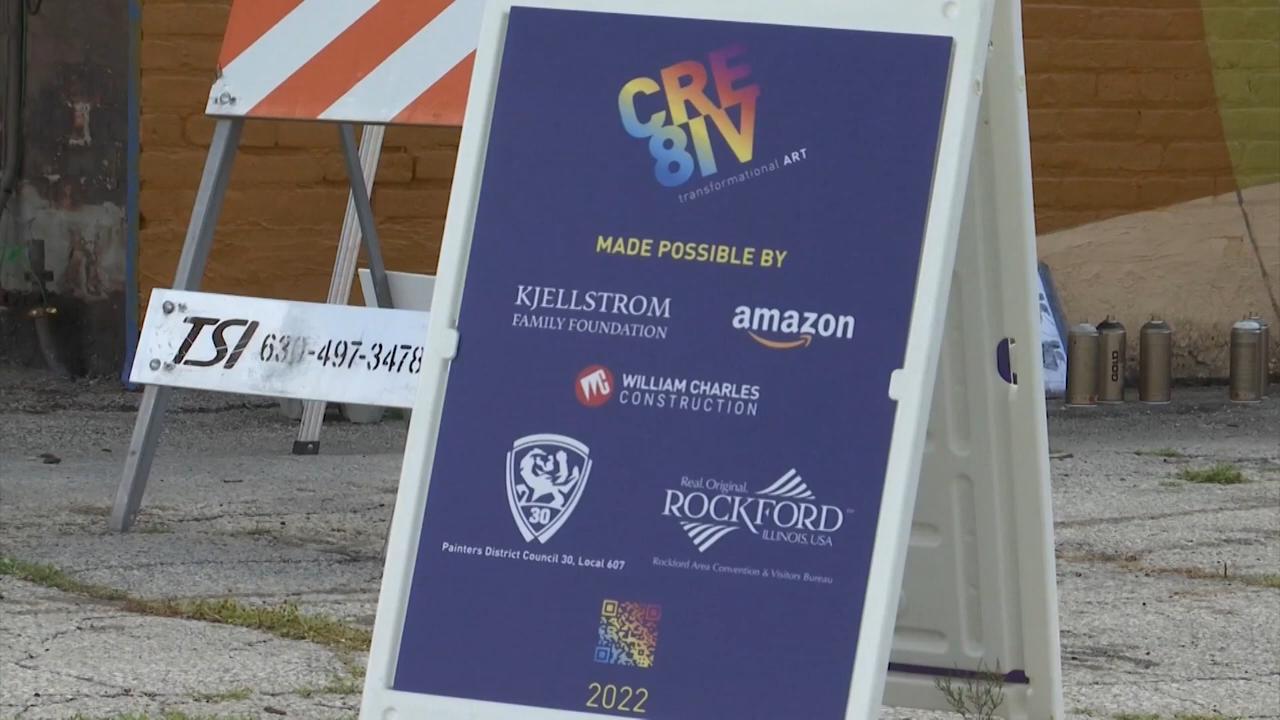 CRE
8IV
transformational ART
MADE POSSIBLE BY
KJELLSTROM
FAMILY FOUNDATION
amazon
WILLIAM CHARLES
CONSTRUCTION
30
Painters District Council 30, Local 607
Real. Original.
ROCKFORD
ILLINOIS, USA
Rockford Area Convention & Visitors Bureau
2022
TSI 630-497-3478
GOLD